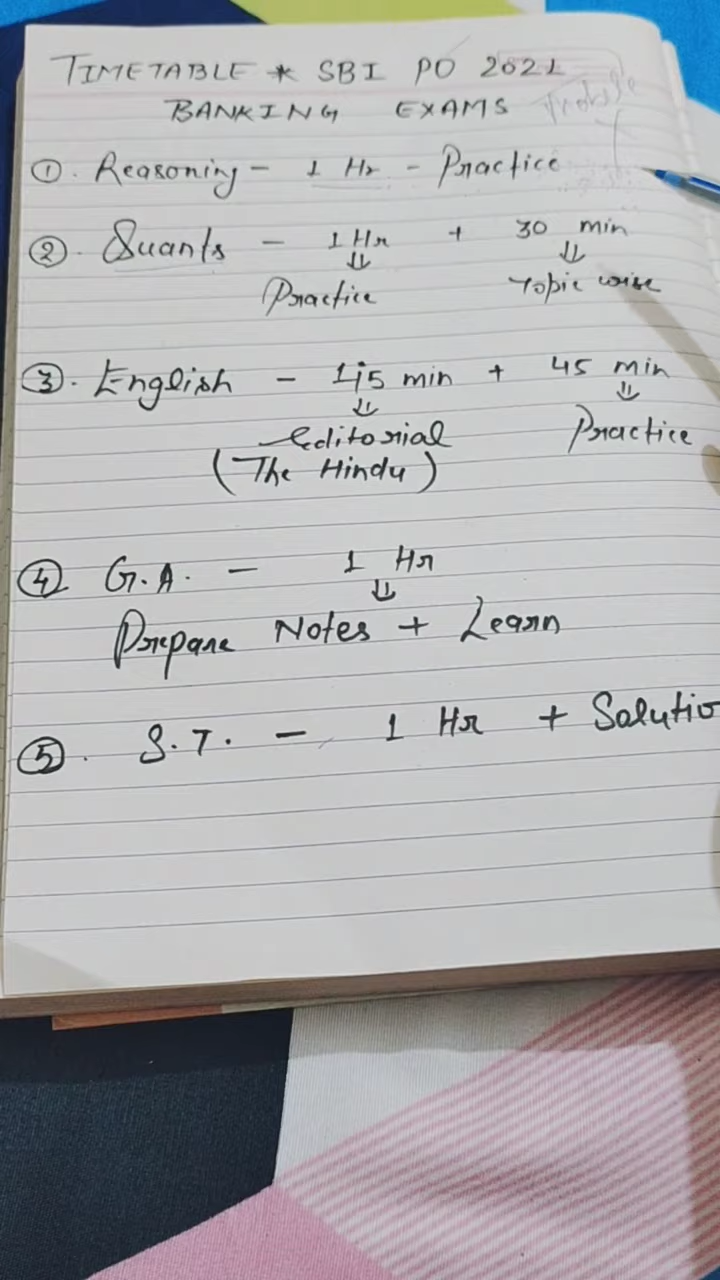 TIMETABLE * SBI PO 2021
BANKING EXAMS
① Reasoning - 1 Hr - Practice
② Quants - 1 Hr + 30 min
⇓ ⇓
Practice Topic wise
③ English - 15 min + 45 min
⇓ ⇓
Editorial Practice
(The Hindu)
④ G.A. - 1 Hr
⇓
Prepare Notes + Learn
⑤ S.T. - 1 Hr + Solutio